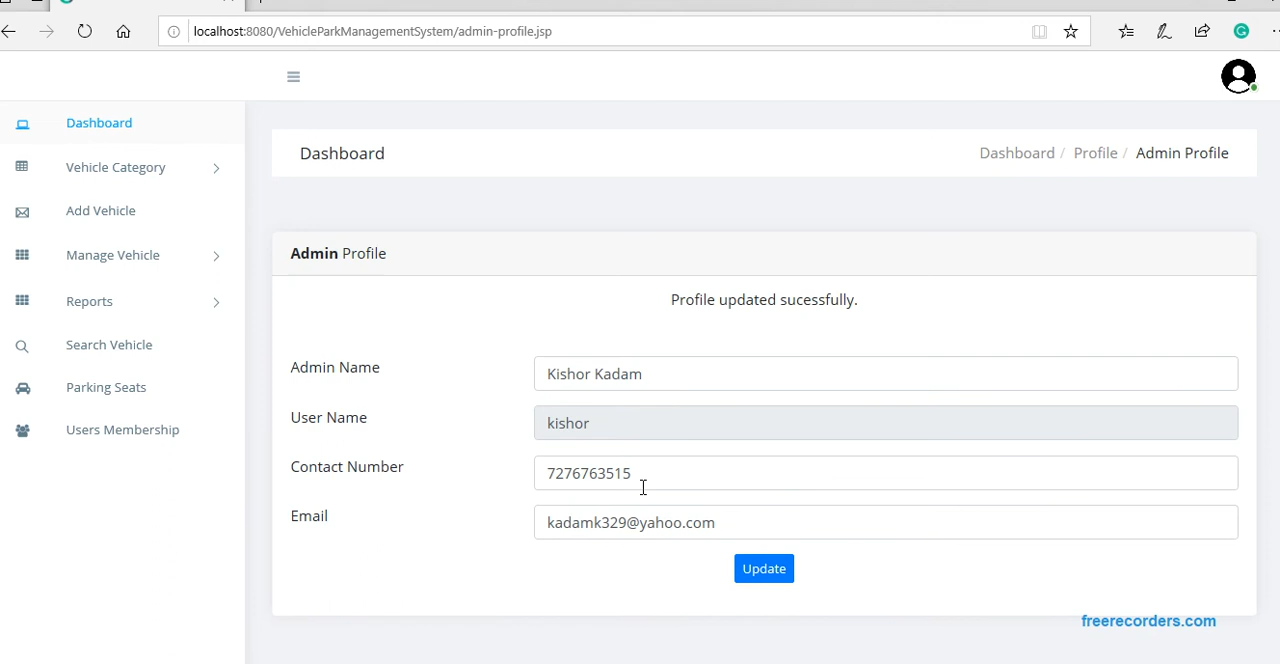 localhost:8080/VehicleParkManagementSystem/admin-profile.jsp
Dashboard
Vehicle Category
Add Vehicle
Manage Vehicle
Reports
Search Vehicle
Parking Seats
Users Membership
Dashboard
Dashboard / Profile / Admin Profile
Admin Profile
Profile updated sucessfully.
Admin Name
Kishor Kadam
User Name
kishor
Contact Number
7276763515
Email
kadamk329@yahoo.com
Update
freerecorders.com